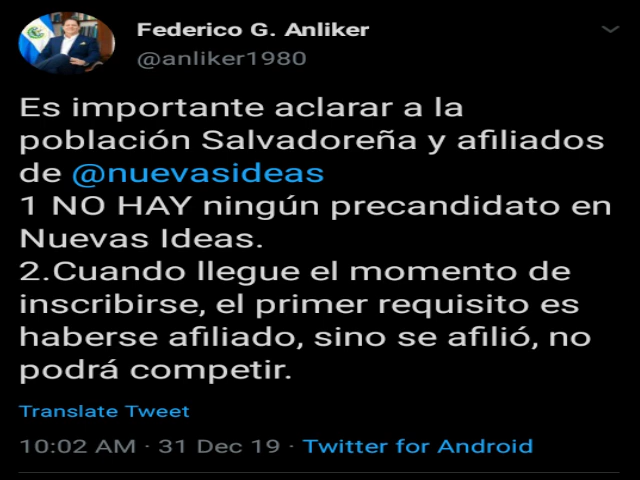 Federico G. Anliker
@anliker1980
Es importante aclarar a la
población Salvadoreña y afiliados
de @nuevasideas
1 NO HAY ningún precandidato en
Nuevas Ideas.
2.Cuando llegue el momento de
inscribirse, el primer requisito es
haberse afiliado, sino se afilió, no
podrá competir.
Translate Tweet
10:02 AM · 31 Dec 19 · Twitter for Android